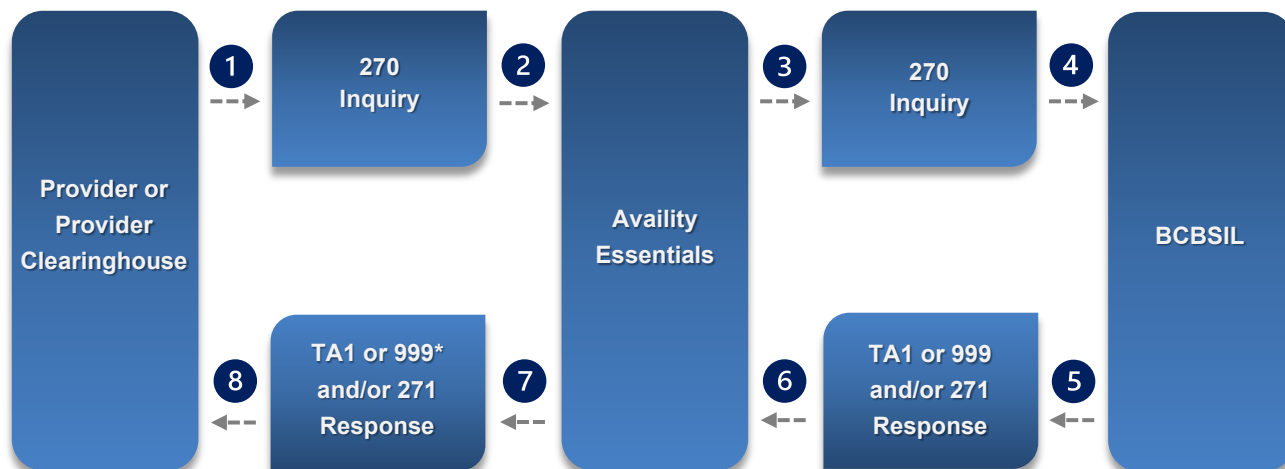 1
270
Inquiry
2
3
270
Inquiry
4
Provider or
Provider
Clearinghouse
Availity
Essentials
BCBSIL
8
TA1 or 999*
and/or 271
Response
7
6
TA1 or 999
and/or 271
Response
5